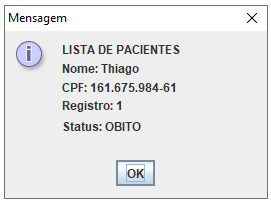 Mensagem
LISTA DE PACIENTES
Nome: Thiago
CPF: 161.675.984-61
Registro: 1
Status: OBITO
OK